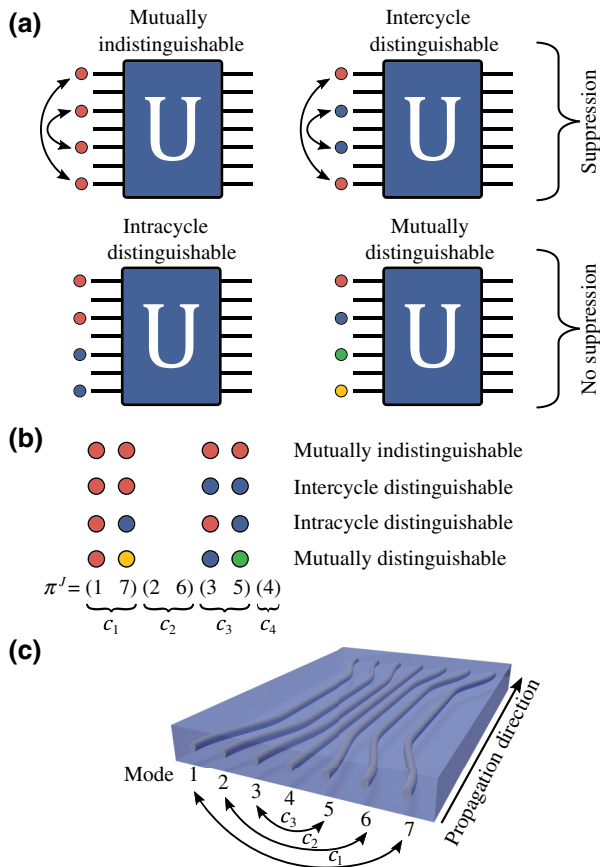 (a)
Mutually indistinguishable
Intercycle distinguishable
U
U
Suppression
Intracycle distinguishable
Mutually distinguishable
U
U
No suppression
(b)
Mutually indistinguishable
Intercycle distinguishable
Intracycle distinguishable
Mutually distinguishable
π^J = (1 7) (2 6) (3 5) (4)
c₁ c₂ c₃ c₄
(c)
Mode 1 2 3 4 5 6 7
c₃
c₂
c₁
Propagation direction